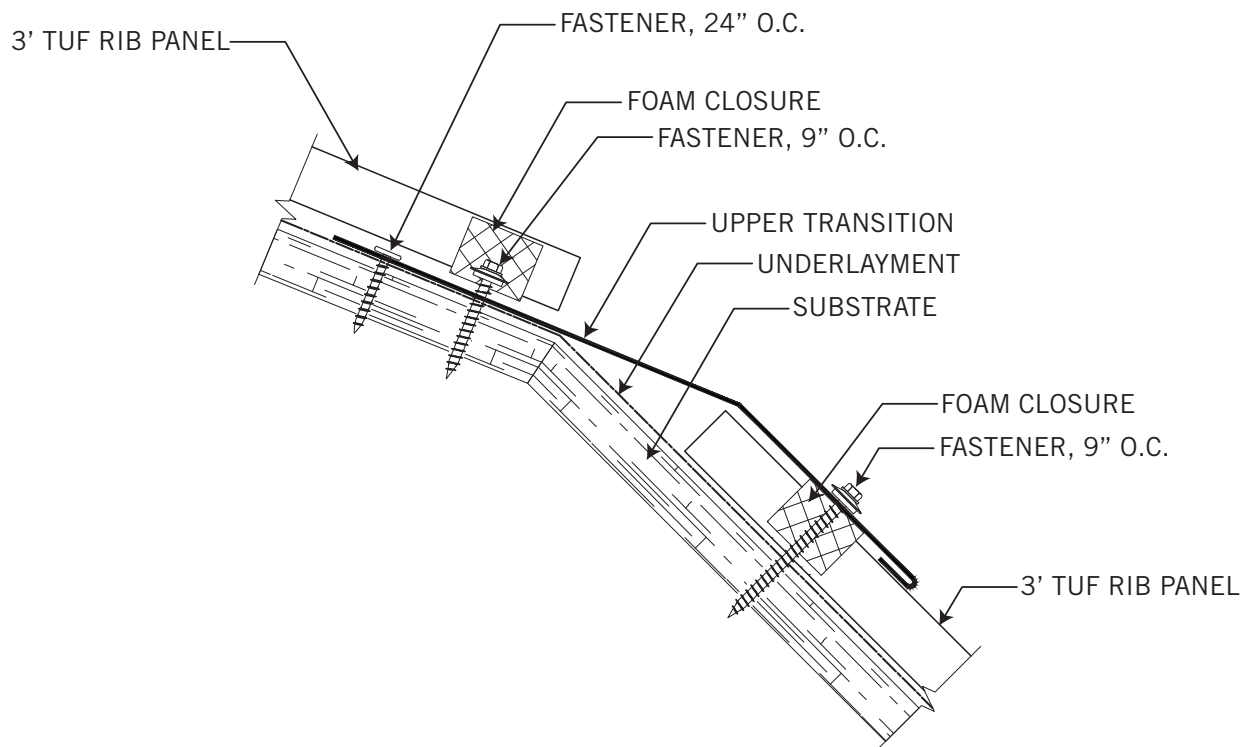 FASTENER, 24” O.C.
3’ TUF RIB PANEL
FOAM CLOSURE
FASTENER, 9” O.C.
UPPER TRANSITION
UNDERLAYMENT
SUBSTRATE
FOAM CLOSURE
FASTENER, 9” O.C.
3’ TUF RIB PANEL